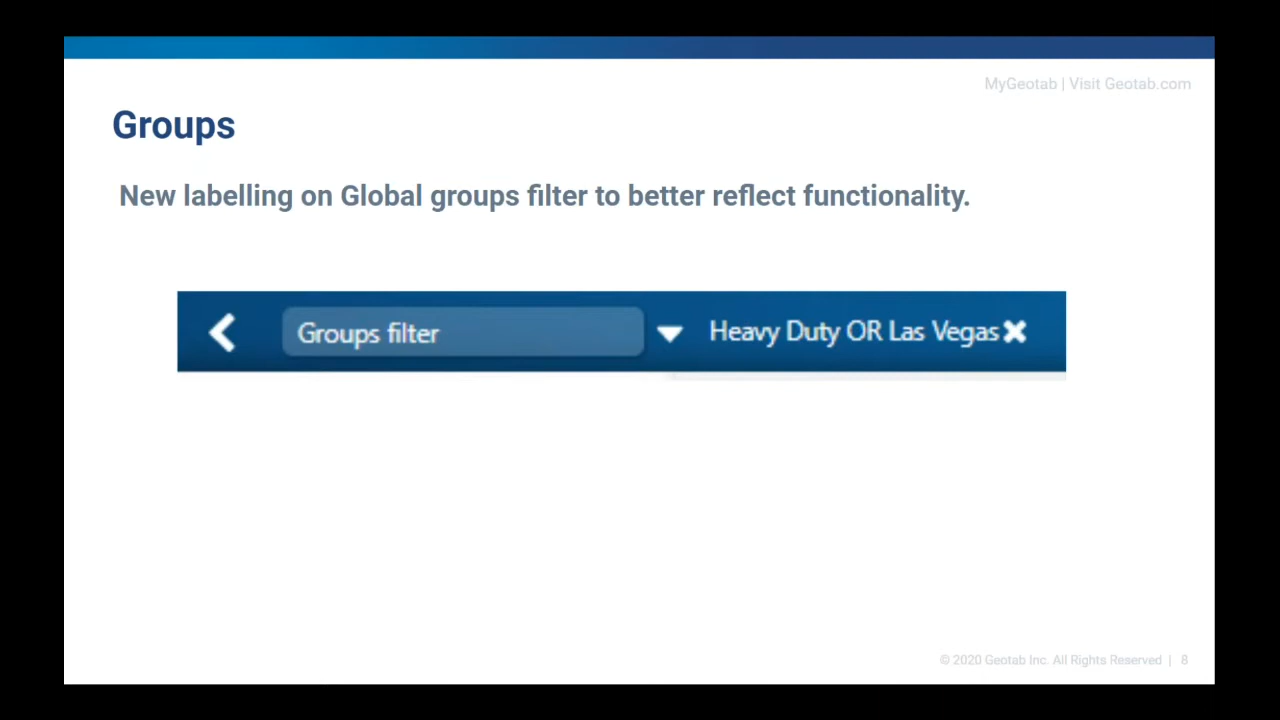 MyGeotab | Visit Geotab.com
Groups
New labelling on Global groups filter to better reflect functionality.
Groups filter Heavy Duty OR Las Vegas
© 2020 Geotab Inc. All Rights Reserved | 8